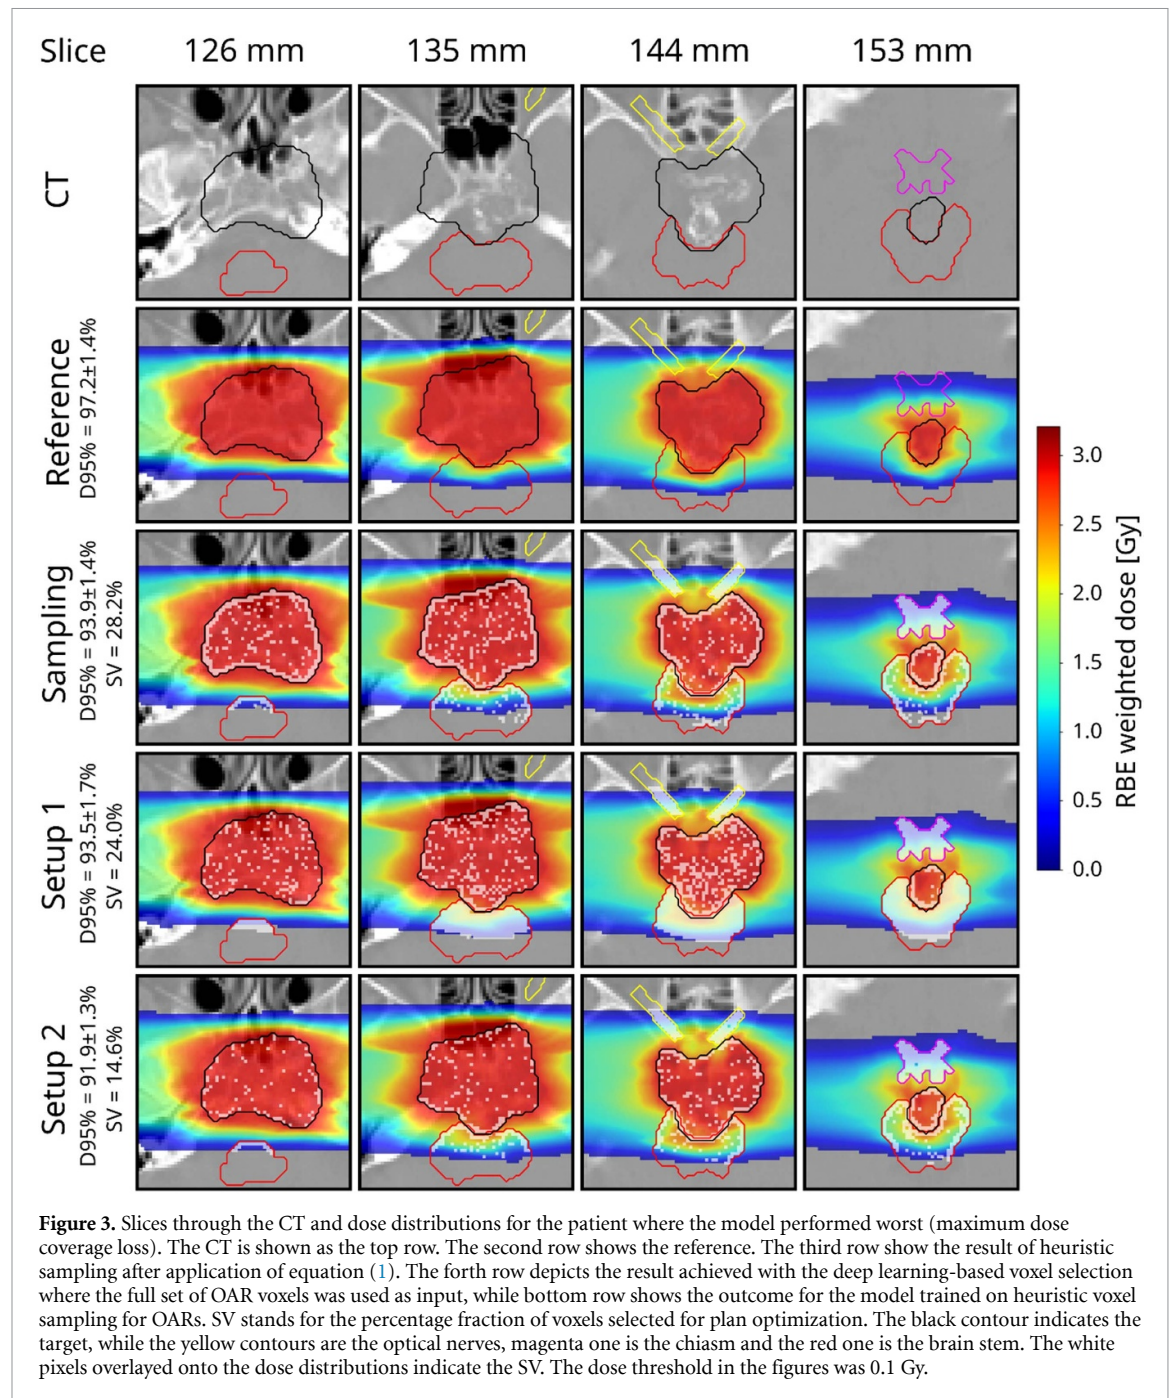 Slice 126 mm 135 mm 144 mm 153 mm
CT
Reference
D95% = 97.2±1.4%
Sampling
D95% = 93.9±1.4%
SV = 28.2%
Setup 1
D95% = 93.5±1.7%
SV = 24.0%
Setup 2
D95% = 91.9±1.3%
SV = 14.6%
3.0
2.5
2.0
1.5
1.0
0.5
0.0
RBE weighted dose [Gy]
Figure 3. Slices through the CT and dose distributions for the patient where the model performed worst (maximum dose
coverage loss). The CT is shown as the top row. The second row shows the reference. The third row show the result of heuristic
sampling after application of equation (1). The forth row depicts the result achieved with the deep learning-based voxel selection
where the full set of OAR voxels was used as input, while bottom row shows the outcome for the model trained on heuristic voxel
sampling for OARs. SV stands for the percentage fraction of voxels selected for plan optimization. The black contour indicates the
target, while the yellow contours are the optical nerves, magenta one is the chiasm and the red one is the brain stem. The white
pixels overlayed onto the dose distributions indicate the SV. The dose threshold in the figures was 0.1 Gy.